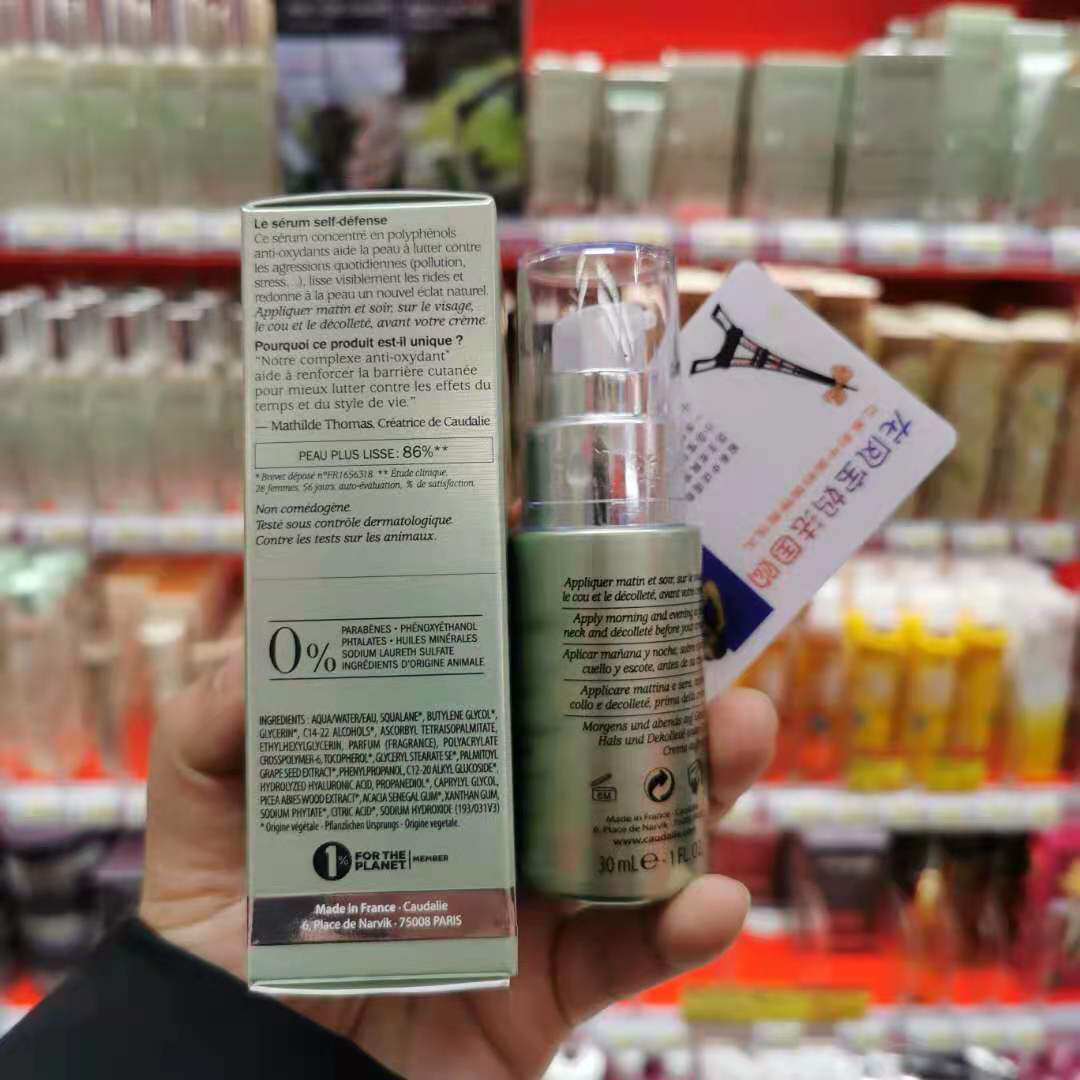 Le sérum self-défense
Ce sérum concentré en polyphénols
anti-oxydants aide la peau à lutter contre
les agressions quotidiennes (pollution,
stress...), lisse visiblement les rides et
redonne à la peau un nouvel éclat naturel.
Appliquer matin et soir, sur le visage,
le cou et le décolleté, avant votre crème.
Pourquoi ce produit est-il unique ?
"Notre complexe anti-oxydant*
aide à renforcer la barrière cutanée
pour mieux lutter contre les effets du
temps et du style de vie."
— Mathilde Thomas, Créatrice de Caudalie
PEAU PLUS LISSE : 86%**
* Brevet déposé n°FR1656318. ** Étude clinique,
28 femmes, 56 jours, auto-évaluation, % de satisfaction.
Non comédogène.
Testé sous contrôle dermatologique.
Contre les tests sur les animaux.
0%
PARABÈNES • PHÉNOXYÉTHANOL
PHTALATES • HUILES MINÉRALES
SODIUM LAURETH SULFATE
INGRÉDIENTS D'ORIGINE ANIMALE
INGREDIENTS : AQUA/WATER/EAU, SQUALANE*, BUTYLENE GLYCOL*,
GLYCERIN*, C14-22 ALCOHOLS*, ASCORBYL TETRAISOPALMITATE,
ETHYLHEXYLGLYCERIN, PARFUM (FRAGRANCE), POLYACRYLATE
CROSSPOLYMER-6, TOCOPHEROL*, GLYCERYL STEARATE SE*, PALMITOYL
GRAPE SEED EXTRACT*, PHENYLPROPANOL, C12-20 ALKYL GLUCOSIDE*,
HYDROLYZED HYALURONIC ACID, PROPANEDIOL*, CAPRYLYL GLYCOL,
PICEA ABIES WOOD EXTRACT*, ACACIA SENEGAL GUM*, XANTHAN GUM,
SODIUM PHYTATE*, CITRIC ACID*, SODIUM HYDROXIDE (193/031V3)
* Origine végétale - Pflanzlichen Ursprungs - Origine vegetale.
1% FOR THE PLANET MEMBER
Made in France • Caudalie
6, Place de Narvik • 75008 PARIS
Appliquer matin et soir, sur le
le cou et le décolleté, avant votre
Apply morning and evening
neck and décolleté before your
Aplicar mañana y noche, sobre
cuello y escote, antes de su
Applicare mattina e sera,
collo e decolleté, prima della
Morgens und abends auf
Hals und Dekolleté
Creme
6M
Made in France • Caudalie
6, Place de Narvik
www.caudalie
30 mL e - 1 FL.O